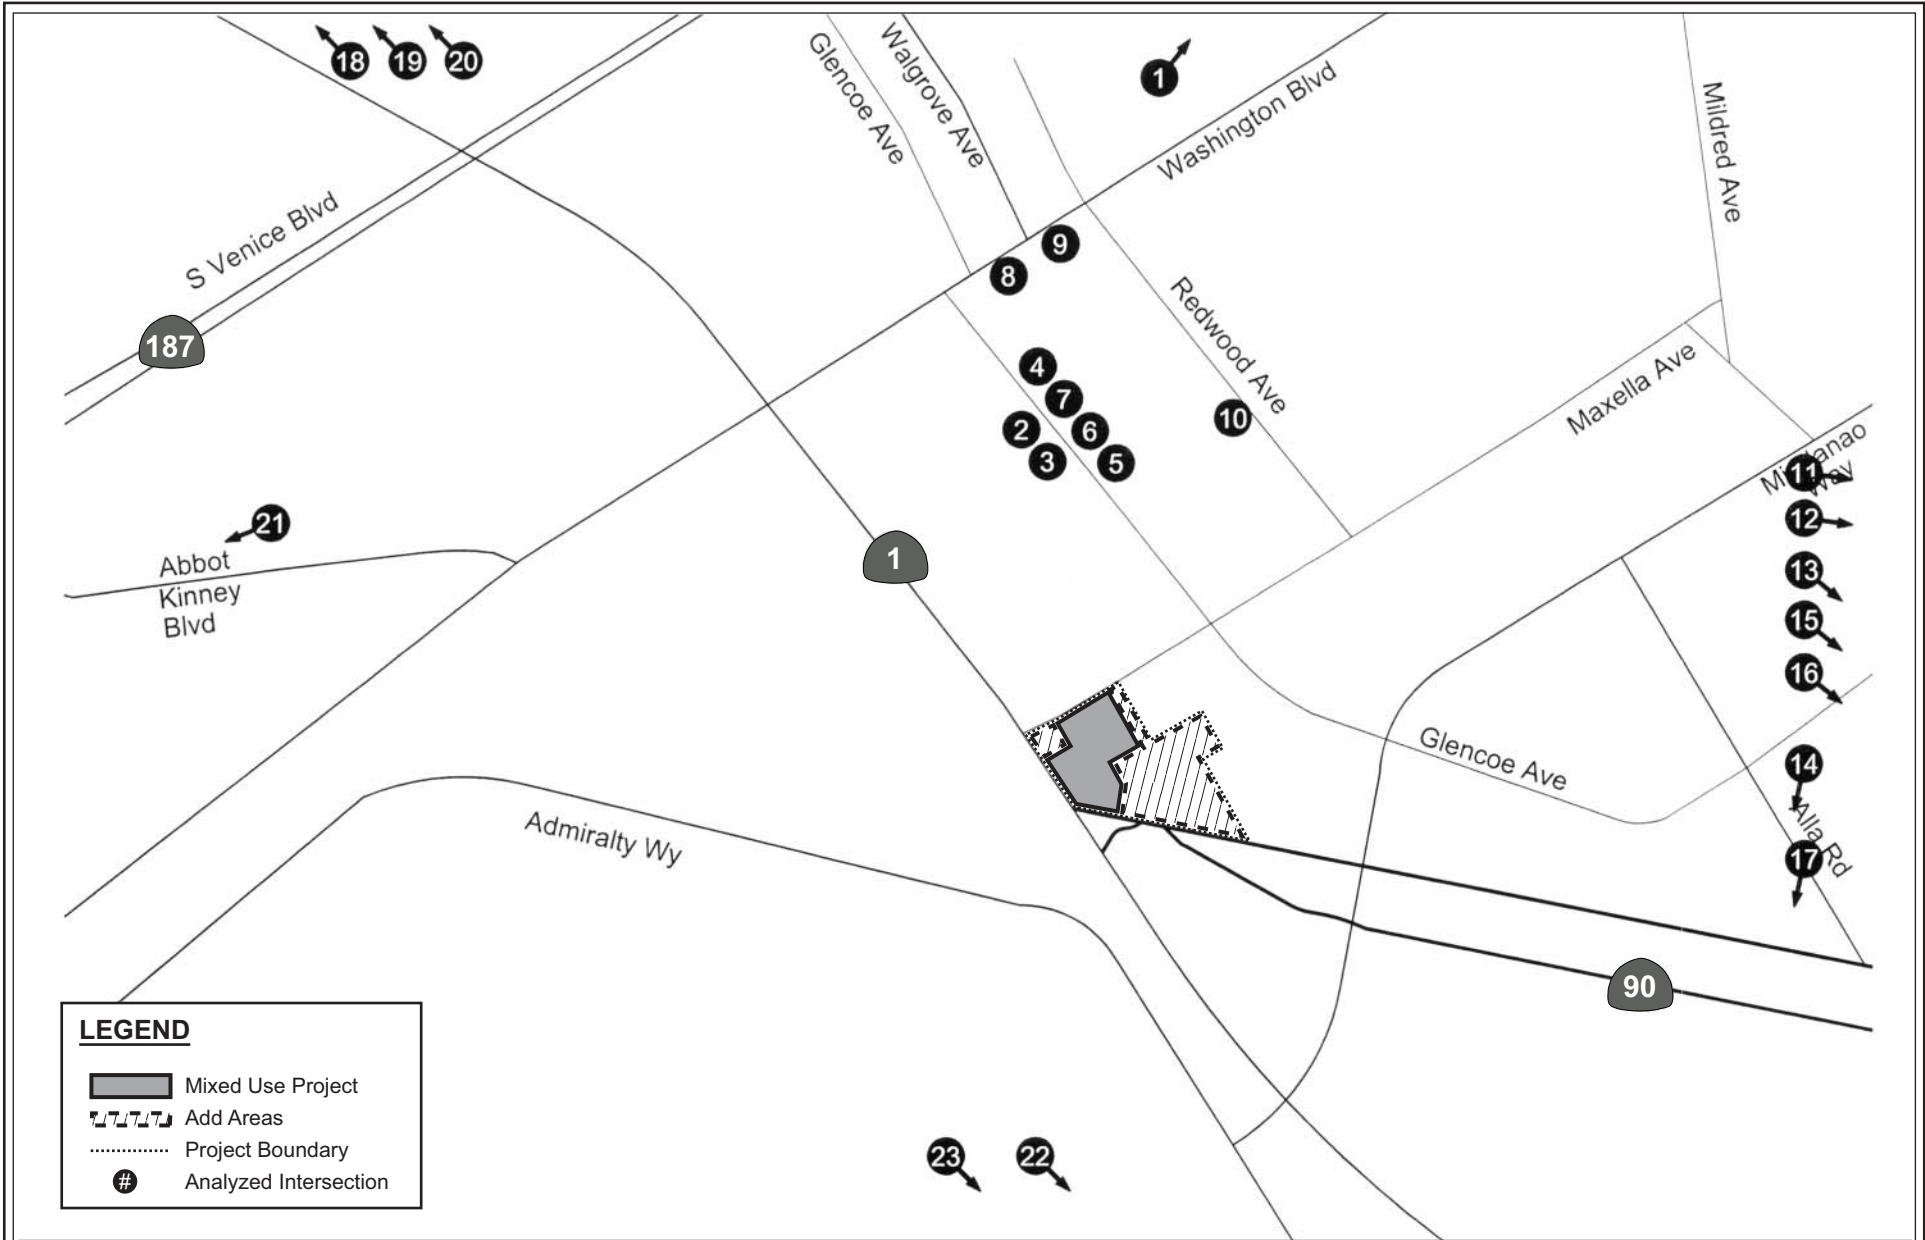 18
19
20
Glencoe Ave
Walgrove Ave
1
Washington Blvd
Mildred Ave
S Venice Blvd
187
9
8
Redwood Ave
4
7
2
6
3
5
10
Maxella Ave
Way
11
12
13
15
16
14
17
21
Abbot
Kinney
Blvd
1
Glencoe Ave
Alla Rd
Admiralty Wy
90
23
22
LEGEND
Mixed Use Project
Add Areas
Project Boundary
# Analyzed Intersection